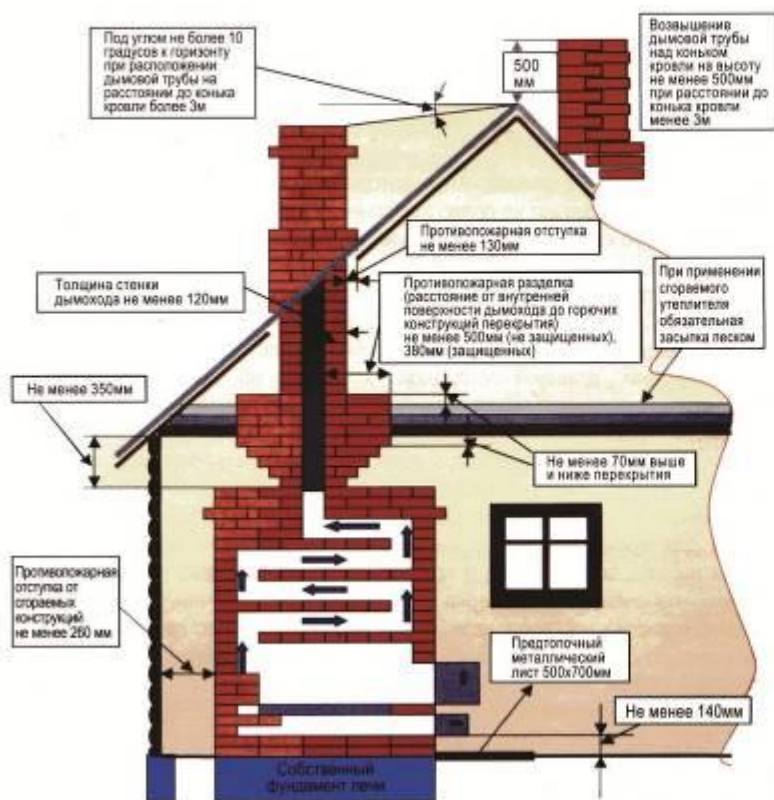 Под углом не более 10
градусов к горизонту
при расположении
дымовой трубы на
расстоянии до конька
кровли более 3м
500
мм
Возвышение
дымовой трубы
над коньком
кровли на высоту
не менее 500мм
при расстоянии до
конька кровли
менее 3м
Противопожарная отступка
не менее 130мм
Толщина стенки
дымохода не менее 120мм
Противопожарная разделка
(расстояние от внутренней
поверхности дымохода до горючих
конструкций перекрытия)
не менее 500мм (не защищенных),
380мм (защищенных)
При применении
сгораемого
утеплителя
обязательная
засыпка песком
Не менее 350мм
Не менее 70мм выше
и ниже перекрытия
Противопожарная
отступка от
сгораемых
конструкций
не менее 260 мм
Предтопочный
металлический
лист 500х700мм
Не менее 140мм
Собственный
фундамент печи